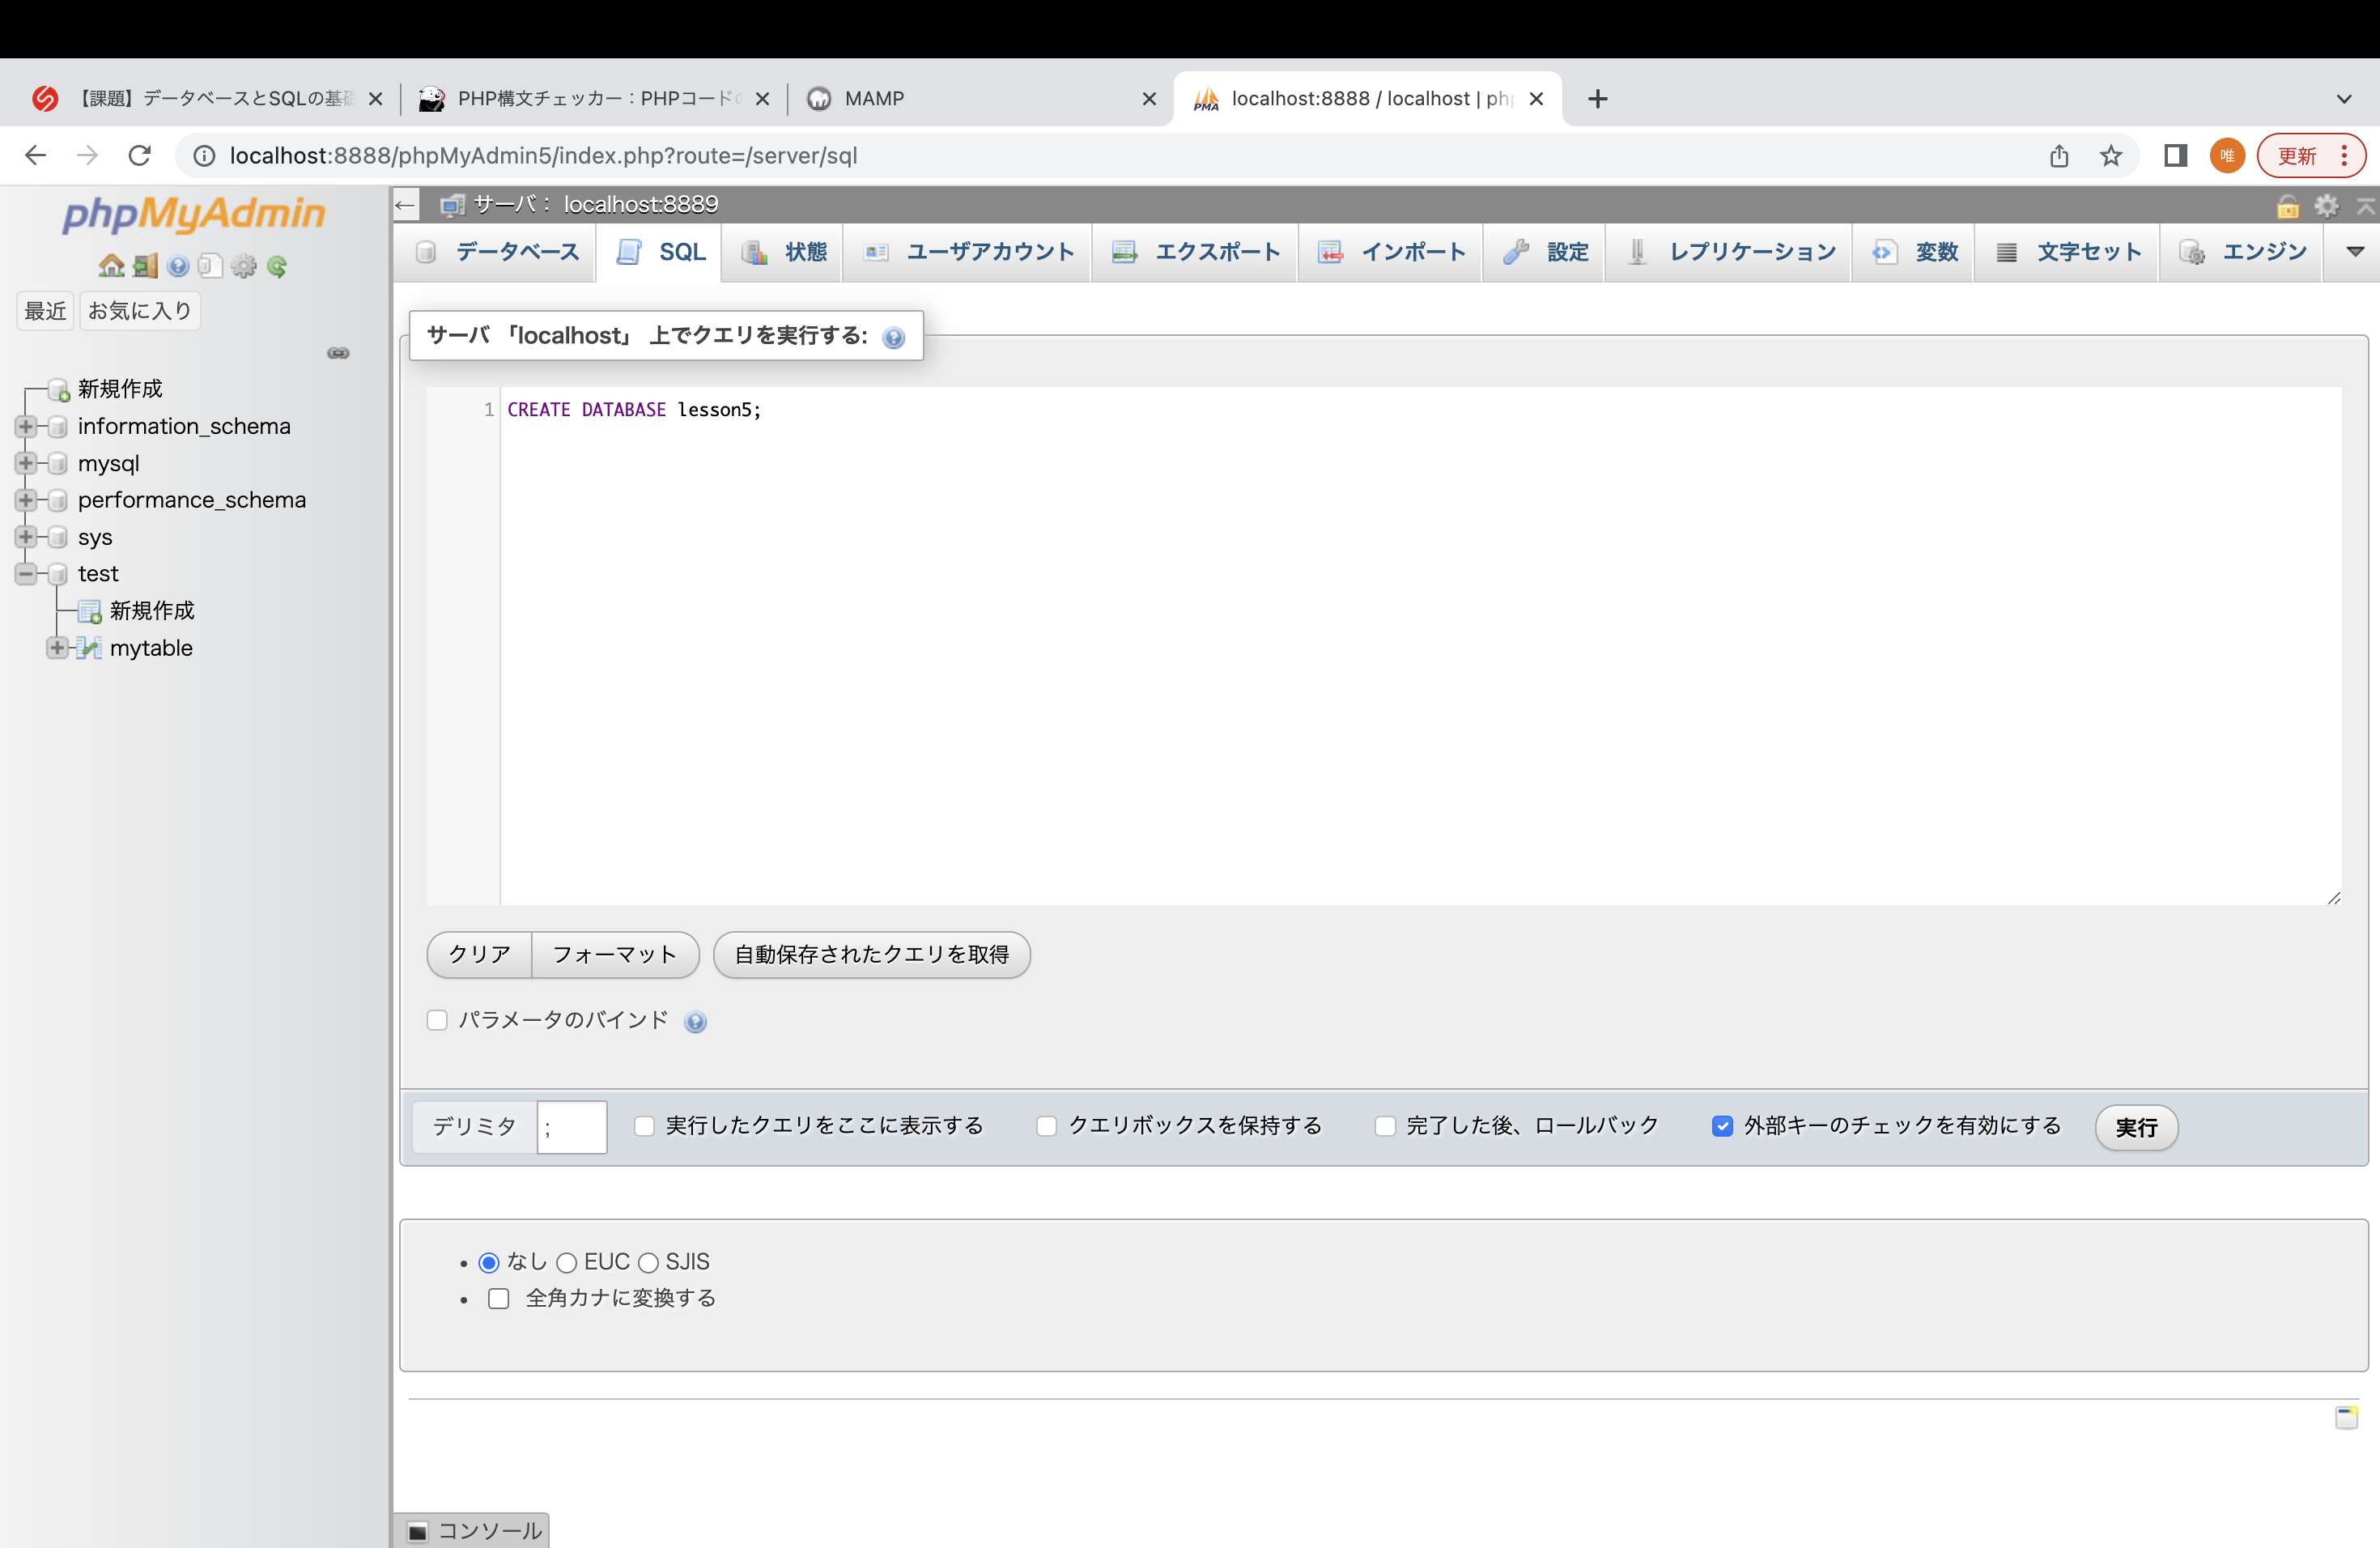 【課題】データベースとSQLの基礎
PHP構文チェッカー：PHPコードの
MAMP
localhost:8888 / localhost | php
localhost:8888/phpMyAdmin5/index.php?route=/server/sql
唯
更新
phpMyAdmin
最近
お気に入り
新規作成
information_schema
mysql
performance_schema
sys
test
新規作成
mytable
サーバ： localhost:8889
データベース
SQL
状態
ユーザアカウント
エクスポート
インポート
設定
レプリケーション
変数
文字セット
エンジン
サーバ 「localhost」 上でクエリを実行する:
1 CREATE DATABASE lesson5;
クリア
フォーマット
自動保存されたクエリを取得
パラメータのバインド
デリミタ ;
実行したクエリをここに表示する
クエリボックスを保持する
完了した後、ロールバック
外部キーのチェックを有効にする
実行
なし EUC SJIS
全角カナに変換する
コンソール